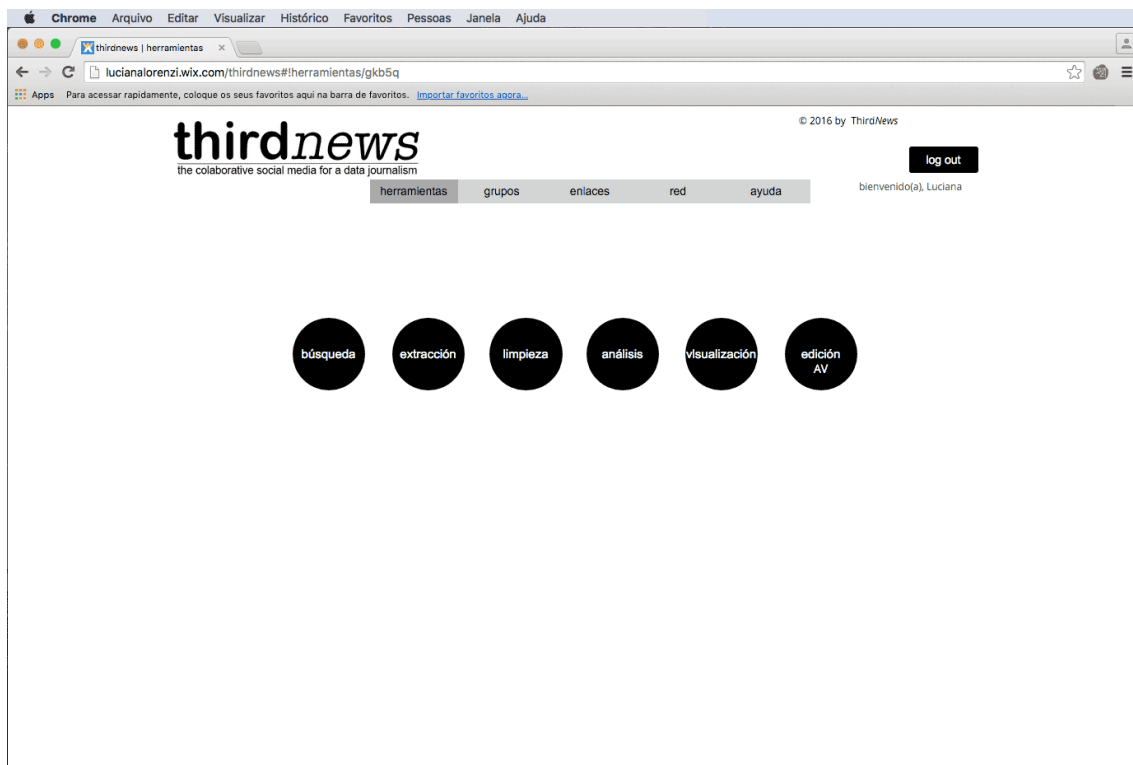 Chrome Arquivo Editar Visualizar Histórico Favoritos Pessoas Janela Ajuda
thirdnews | herramientas
lucianalorenzi.wix.com/thirdnews#!herramientas/gkb5q
Apps Para acessar rapidamente, coloque os seus favoritos aqui na barra de favoritos. Importar favoritos agora...
© 2016 by ThirdNews
thirdnews
the colaborative social media for a data journalism
log out
bienvenido(a), Luciana
herramientas grupos enlaces red ayuda
búsqueda extracción limpieza análisis visualización edición
AV